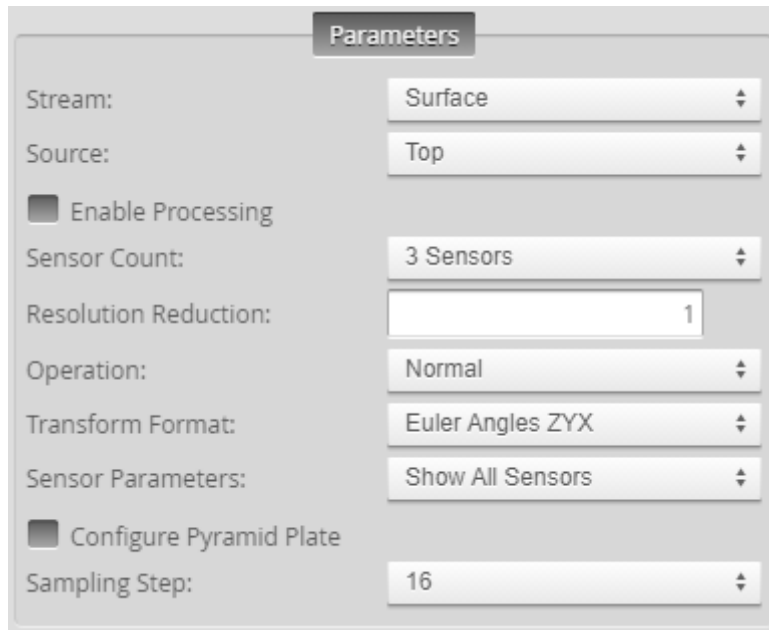 Parameters
Stream: Surface
Source: Top
Enable Processing
Sensor Count: 3 Sensors
Resolution Reduction: 1
Operation: Normal
Transform Format: Euler Angles ZYX
Sensor Parameters: Show All Sensors
Configure Pyramid Plate
Sampling Step: 16